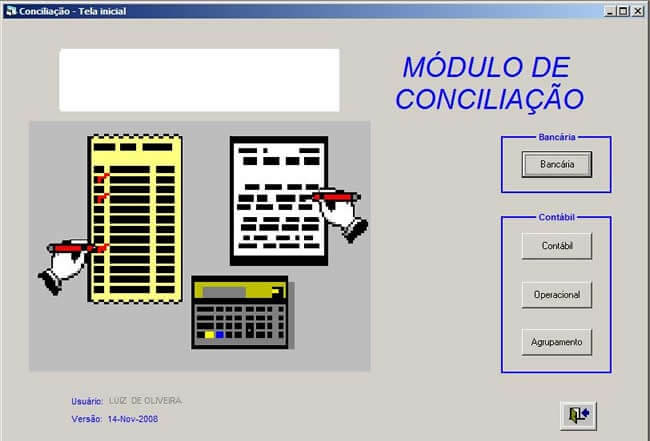 Conciliação - Tela inicial
MÓDULO DE
CONCILIAÇÃO
Bancária
Bancária
Contábil
Contábil
Operacional
Agrupamento
Usuário: LUIZ DE OLIVEIRA
Versão: 14-Nov-2008